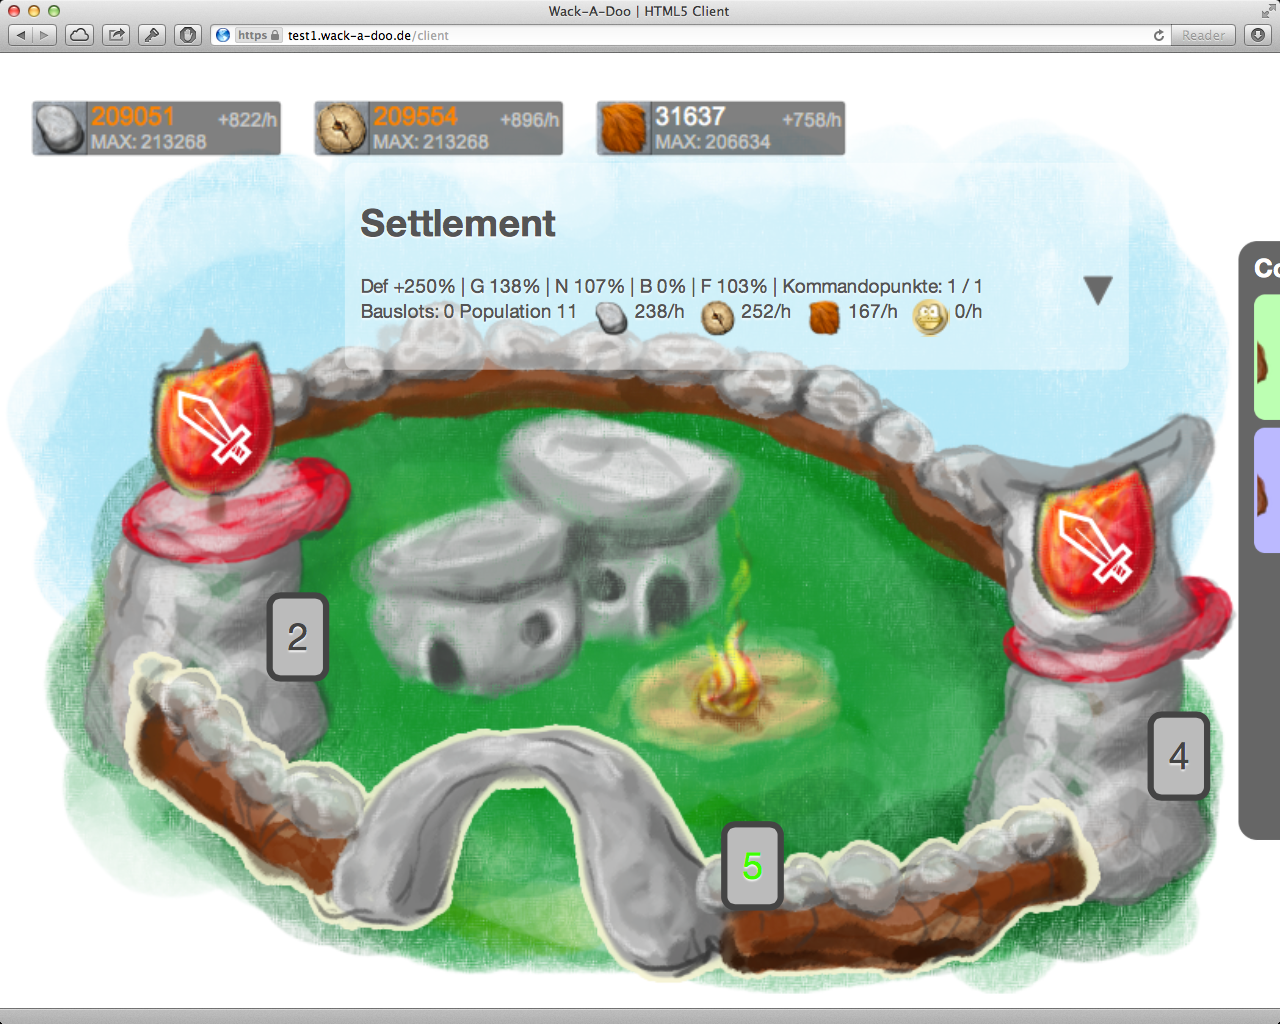 Wack-A-Doo | HTML5 Client
https test1.wack-a-doo.de/client
Reader
209051 +822/h
MAX: 213268
209554 +896/h
MAX: 213268
31637 +758/h
MAX: 206634
Settlement
Def +250% | G 138% | N 107% | B 0% | F 103% | Kommandopunkte: 1 / 1
Bauslots: 0 Population 11 238/h 252/h 167/h 0/h
Co
2
4
5